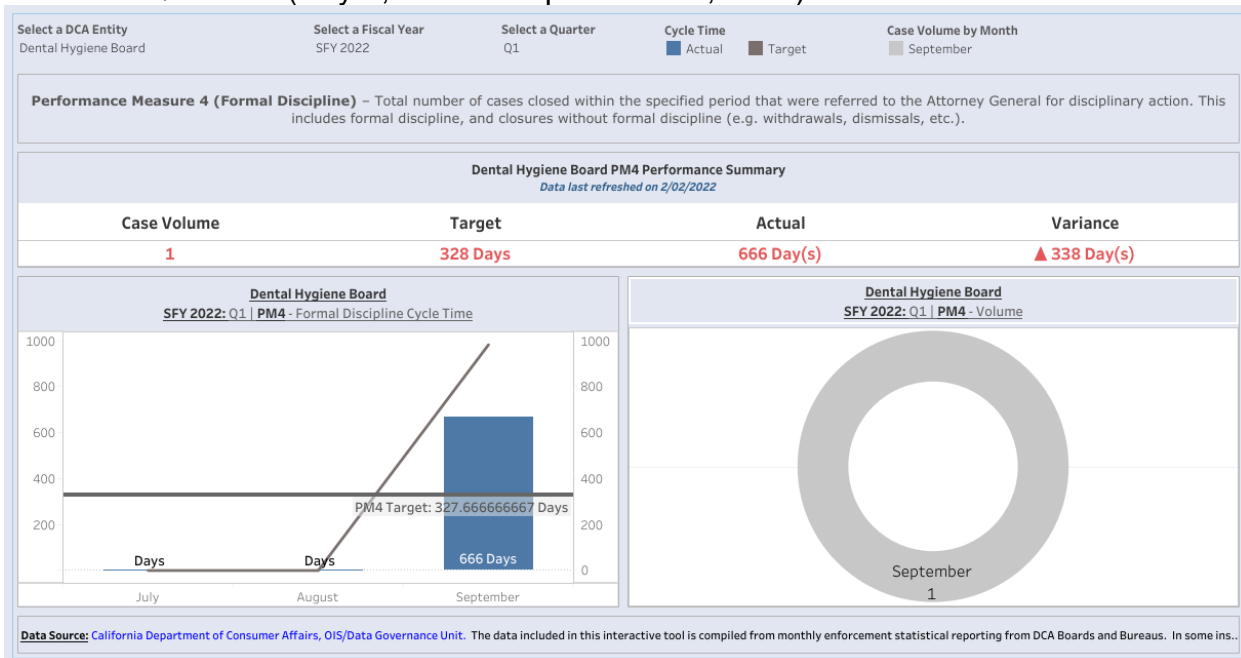 Select a DCA Entity
Select a Fiscal Year
Select a Quarter
Cycle Time
Case Volume by Month
Dental Hygiene Board
SFY 2022
Q1
Actual
Target
September
Performance Measure 4 (Formal Discipline) – Total number of cases closed within the specified period that were referred to the Attorney General for disciplinary action. This
includes formal discipline, and closures without formal discipline (e.g. withdrawals, dismissals, etc.).
Dental Hygiene Board PM4 Performance Summary
Data last refreshed on 2/02/2022
Case Volume
Target
Actual
Variance
1
328 Days
666 Day(s)
▲ 338 Day(s)
Dental Hygiene Board
SFY 2022: Q1 | PM4 - Formal Discipline Cycle Time
1000
800
600
400
200
1000
800
600
400
200
0
PM4 Target: 327.666666667 Days
Days
Days
666 Days
July
August
September
Dental Hygiene Board
SFY 2022: Q1 | PM4 - Volume
September
1
Data Source: California Department of Consumer Affairs, OIS/Data Governance Unit. The data included in this interactive tool is compiled from monthly enforcement statistical reporting from DCA Boards and Bureaus. In some ins..